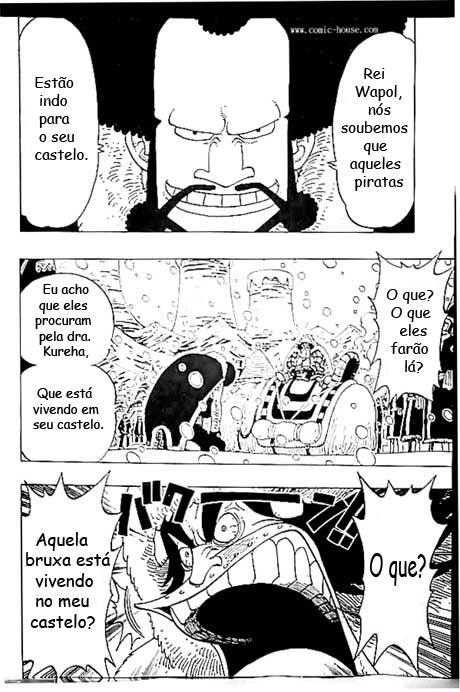 www.comic-house.com
Rei
Wapol,
nós
soubemos
que
aqueles
piratas
Estão
indo
para
o seu
castelo.
O que?
O que
eles
farão
lá?
Eu acho
que eles
procuram
pela dra.
Kureha,
Que está
vivendo em
seu castelo.
O que?
Aquela
bruxa está
vivendo
no meu
castelo?